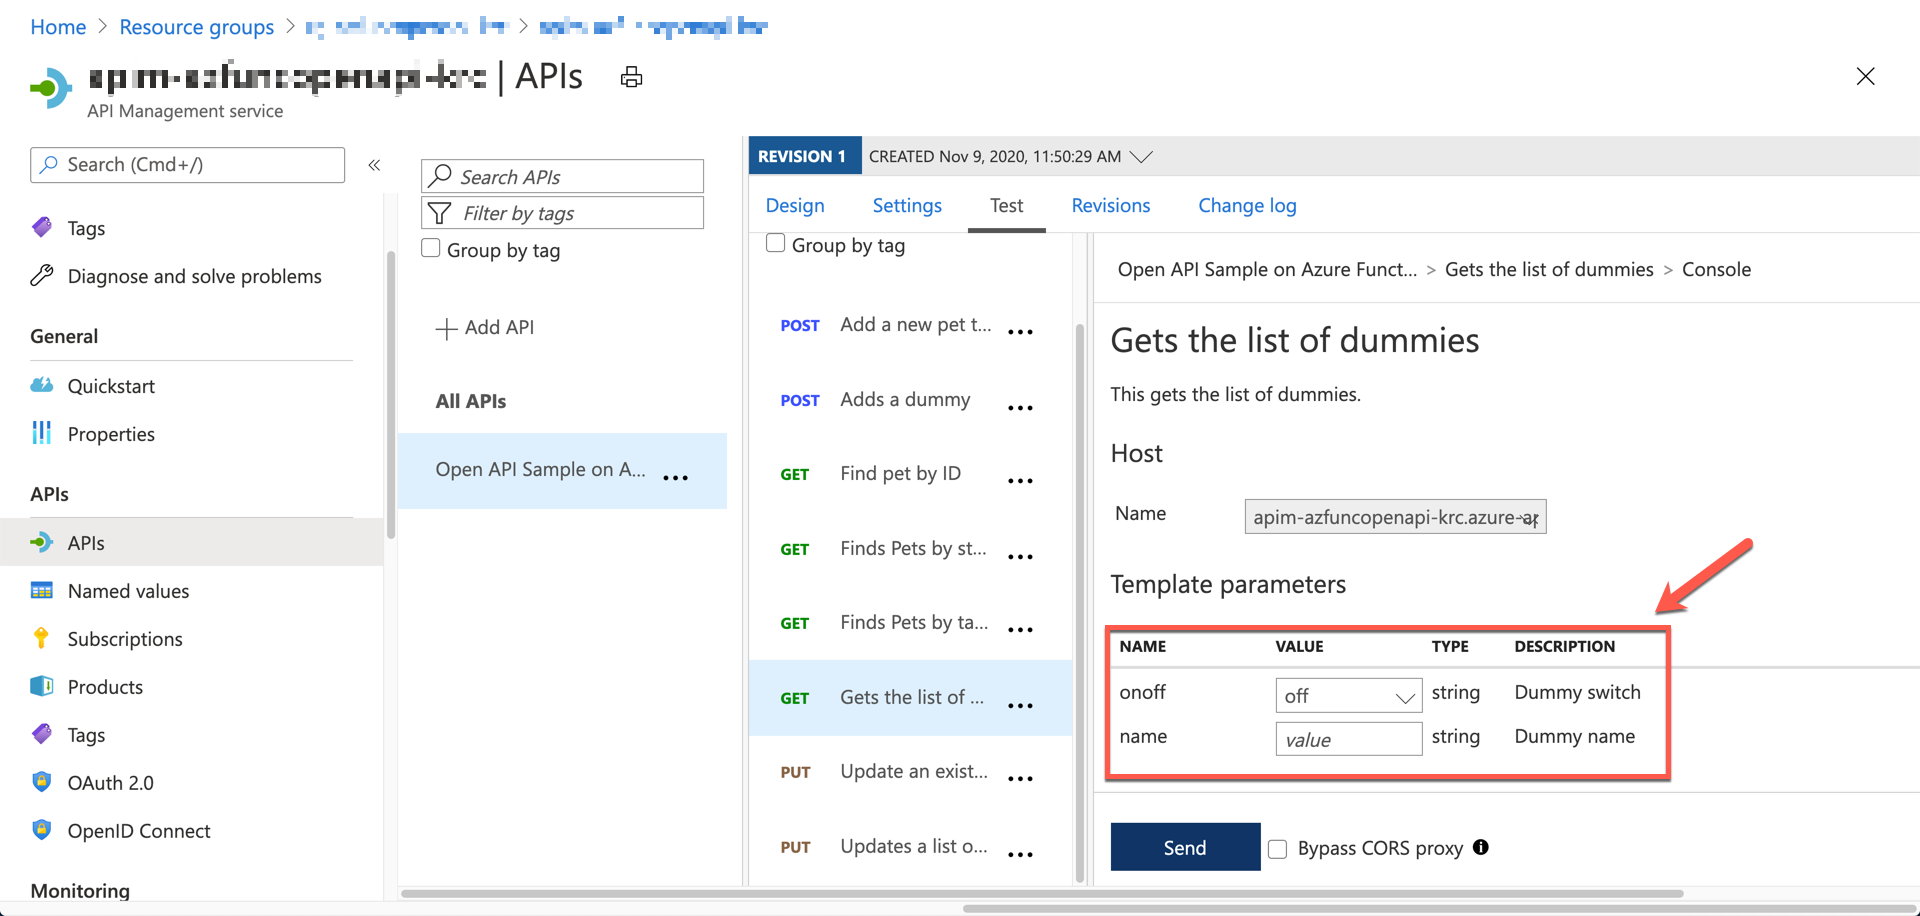 Home > Resource groups > >
| APIs
API Management service
Search (Cmd+/)
«
Tags
Diagnose and solve problems
General
Quickstart
Properties
APIs
APIs
Named values
Subscriptions
Products
Tags
OAuth 2.0
OpenID Connect
Monitoring
Search APIs
Filter by tags
Group by tag
+ Add API
All APIs
Open API Sample on A... ...
REVISION 1 CREATED Nov 9, 2020, 11:50:29 AM
Design Settings Test Revisions Change log
Group by tag
POST Add a new pet t... ...
POST Adds a dummy ...
GET Find pet by ID ...
GET Finds Pets by st... ...
GET Finds Pets by ta... ...
GET Gets the list of ... ...
PUT Update an exist... ...
PUT Updates a list o... ...
Open API Sample on Azure Funct... > Gets the list of dummies > Console
Gets the list of dummies
This gets the list of dummies.
Host
Name apim-azfuncopenapi-krc.azure-ap
Template parameters
NAME VALUE TYPE DESCRIPTION
onoff off string Dummy switch
name value string Dummy name
Send Bypass CORS proxy